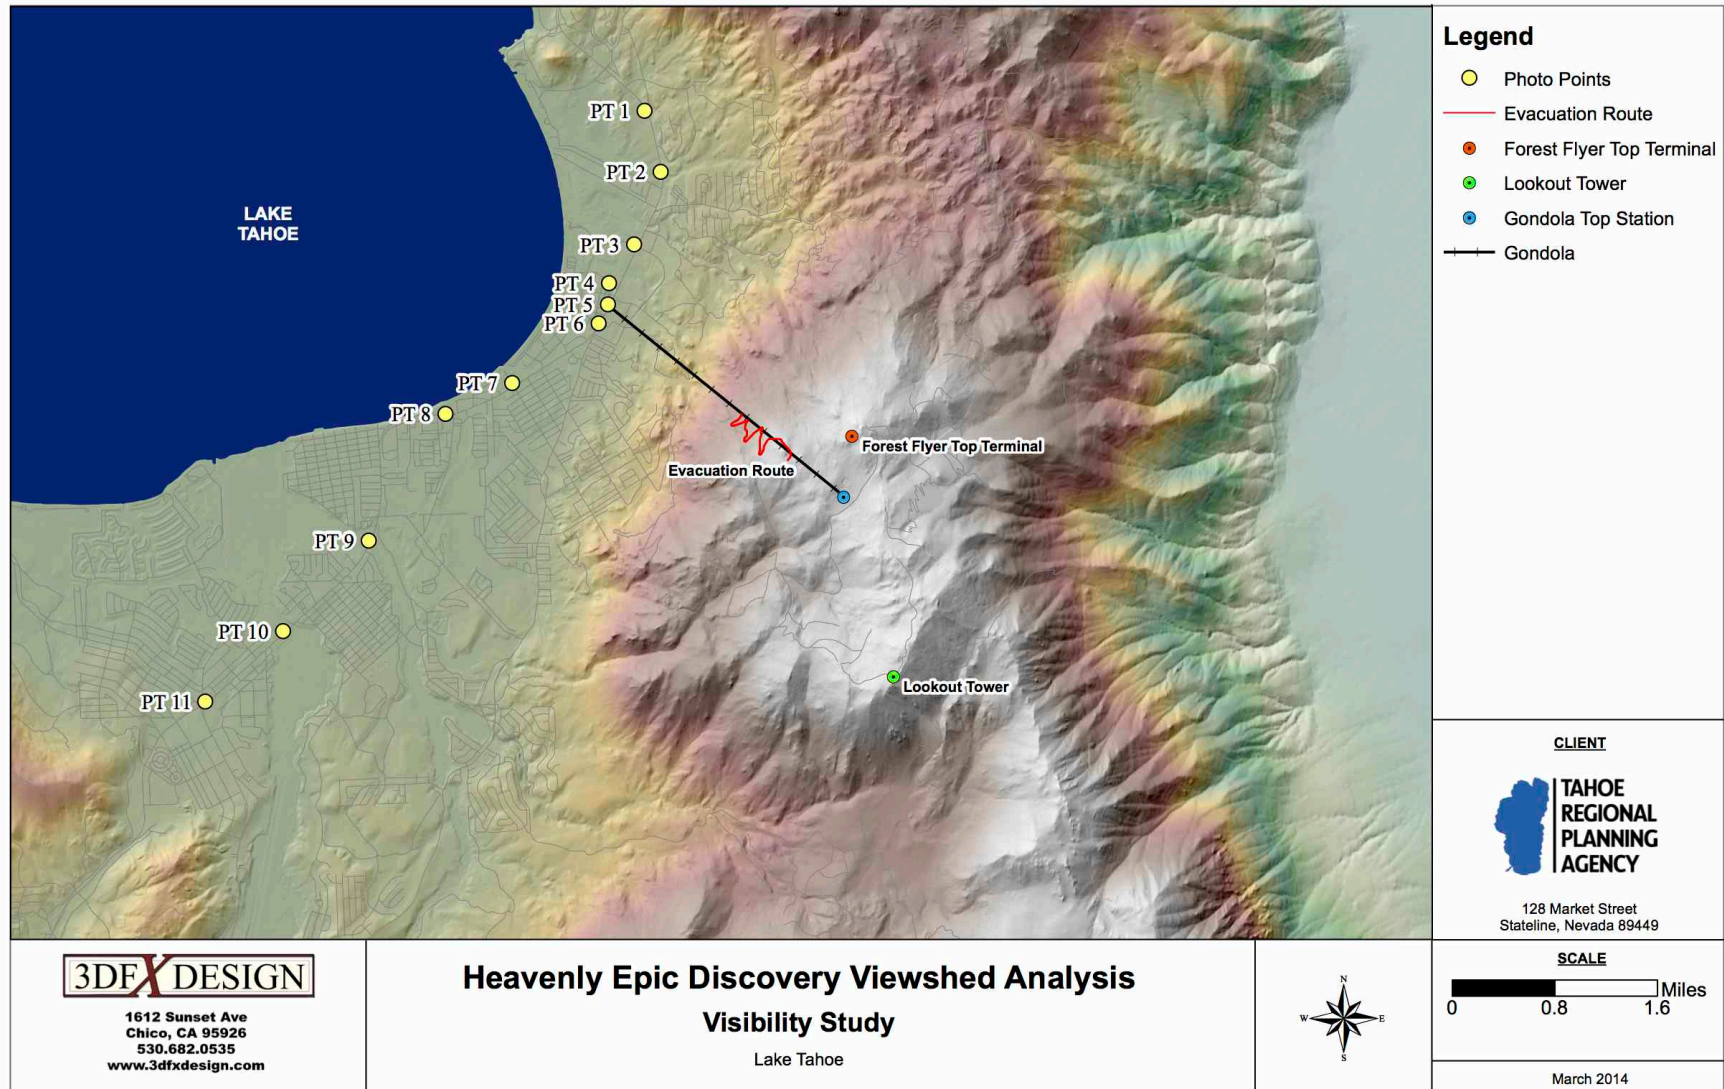 PT 1
PT 2
LAKE
TAHOE
PT 3
PT 4
PT 5
PT 6
PT 7
PT 8
Forest Flyer Top Terminal
Evacuation Route
PT 9
PT 10
Lookout Tower
PT 11
Legend
Photo Points
Evacuation Route
Forest Flyer Top Terminal
Lookout Tower
Gondola Top Station
Gondola
CLIENT
TAHOE
REGIONAL
PLANNING
AGENCY
128 Market Street
Stateline, Nevada 89449
3DFX DESIGN
1612 Sunset Ave
Chico, CA 95926
530.682.0535
www.3dfxdesign.com
Heavenly Epic Discovery Viewshed Analysis
Visibility Study
Lake Tahoe
N
W E
S
SCALE
Miles
0 0.8 1.6
March 2014